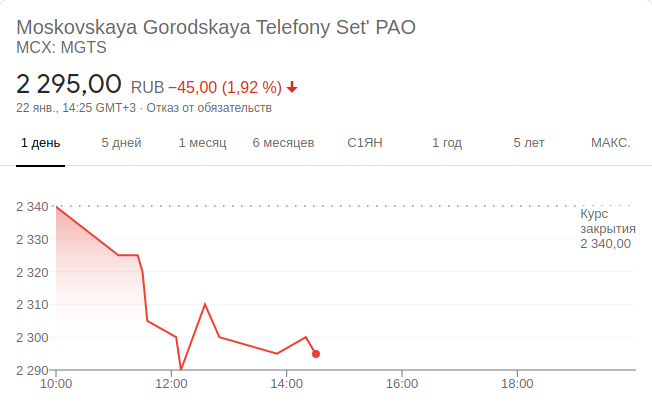 Moskovskaya Gorodskaya Telefony Set' PAO
MCX: MGTS
2 295,00 RUB −45,00 (1,92 %)
22 янв., 14:25 GMT+3 · Отказ от обязательств
1 день 5 дней 1 месяц 6 месяцев С1ЯН 1 год 5 лет МАКС.
2 340
Курс
закрытия
2 340,00
2 330
2 320
2 310
2 300
2 290
10:00 12:00 14:00 16:00 18:00